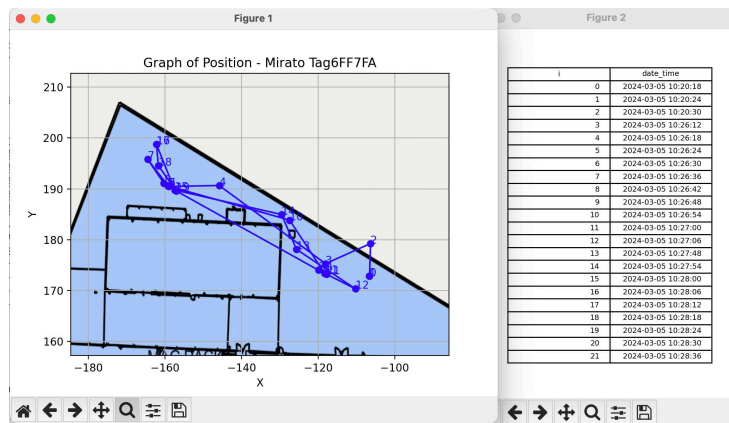 Figure 1
Graph of Position - Mirato Tag6FF7FA
210
200
190
180
170
160
Y
−180
−160
−140
−120
−100
X
7
18
4
2
3
12
Figure 2
i date_time
0 2024-03-05 10:20:18
1 2024-03-05 10:20:24
2 2024-03-05 10:20:30
3 2024-03-05 10:26:12
4 2024-03-05 10:26:18
5 2024-03-05 10:26:24
6 2024-03-05 10:26:30
7 2024-03-05 10:26:36
8 2024-03-05 10:26:42
9 2024-03-05 10:26:48
10 2024-03-05 10:26:54
11 2024-03-05 10:27:00
12 2024-03-05 10:27:06
13 2024-03-05 10:27:48
14 2024-03-05 10:27:54
15 2024-03-05 10:28:00
16 2024-03-05 10:28:06
17 2024-03-05 10:28:12
18 2024-03-05 10:28:18
19 2024-03-05 10:28:24
20 2024-03-05 10:28:30
21 2024-03-05 10:28:36